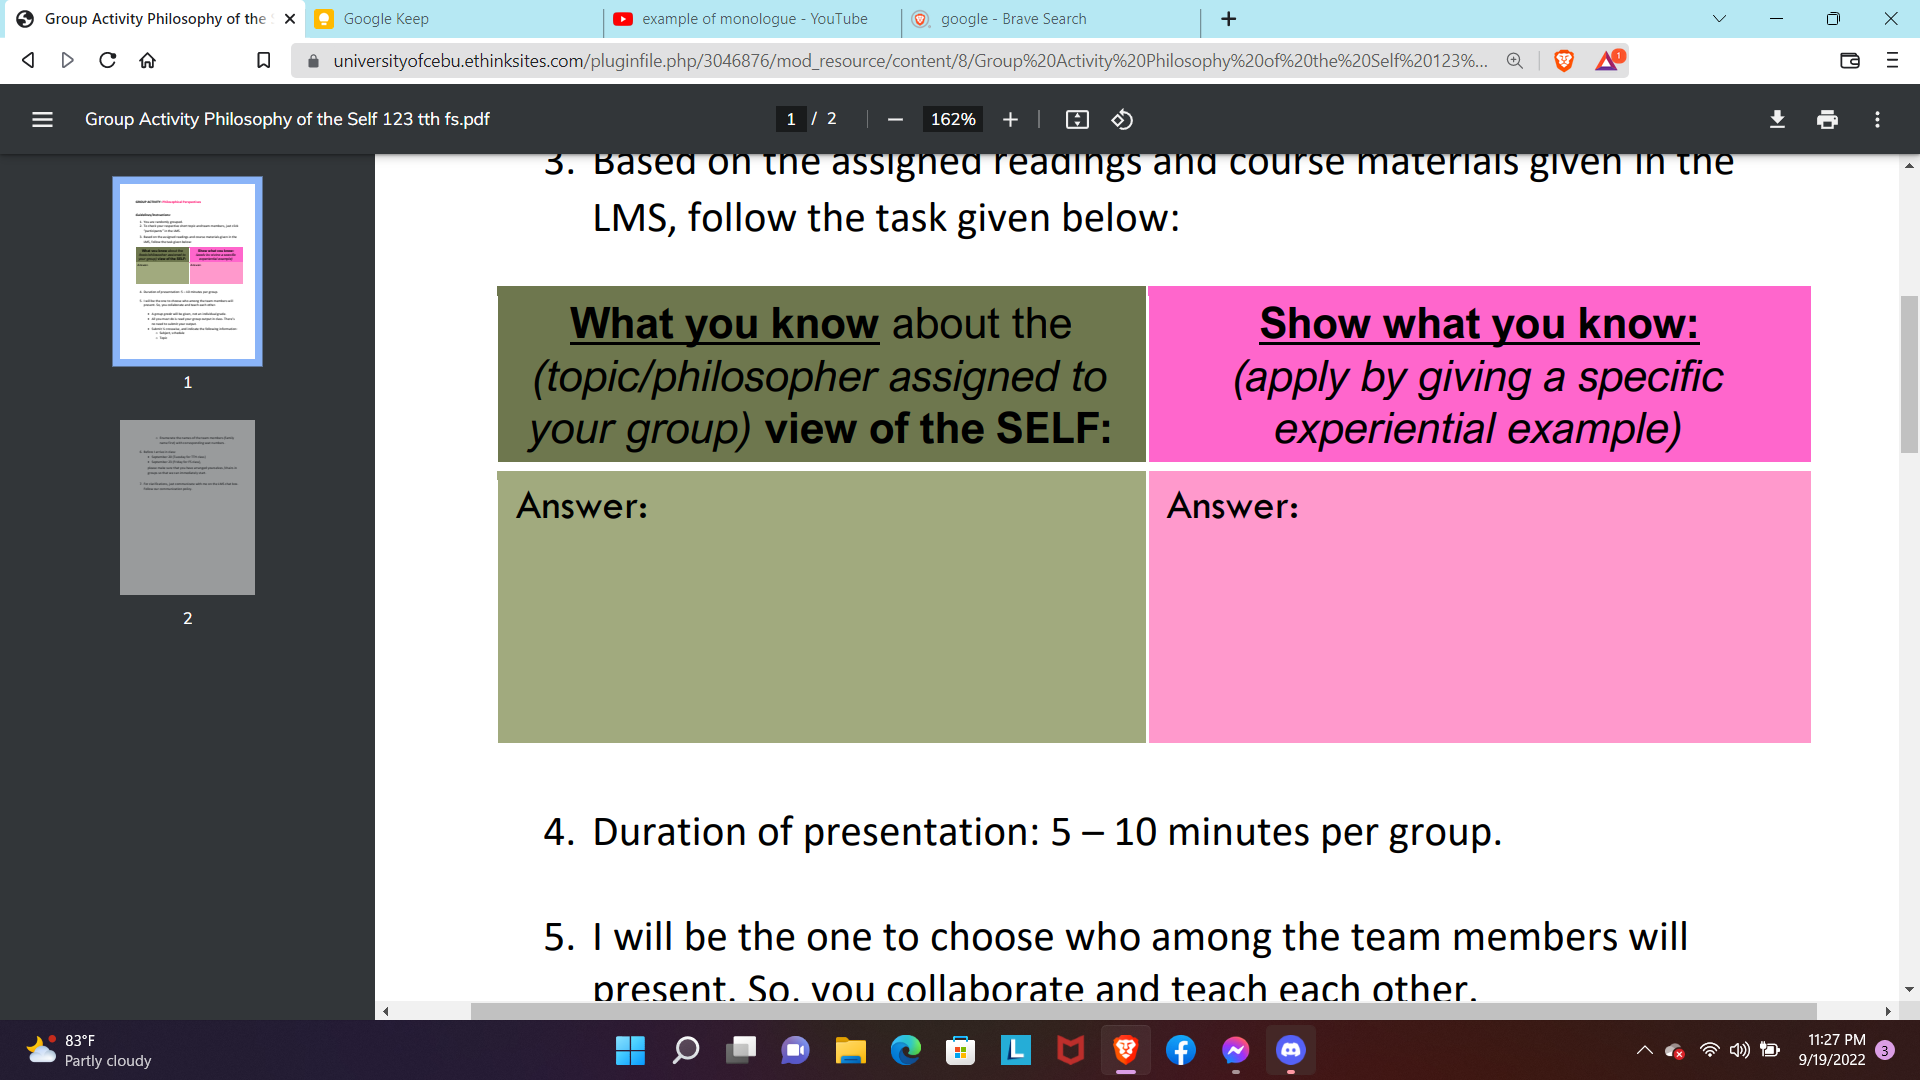 Group Activity Philosophy of the
Google Keep
example of monologue - YouTube
google - Brave Search
universityofcebu.ethinksites.com/pluginfile.php/3046876/mod_resource/content/8/Group%20Activity%20Philosophy%20of%20the%20Self%20123%...
1
Group Activity Philosophy of the Self 123 tth fs.pdf
1 / 2
162%
1
2
3. Based on the assigned readings and course materials given in the
LMS, follow the task given below:
What you know about the
(topic/philosopher assigned to
your group) view of the SELF:
Show what you know:
(apply by giving a specific
experiential example)
Answer:
Answer:
4. Duration of presentation: 5 – 10 minutes per group.
5. I will be the one to choose who among the team members will
present. So, you collaborate and teach each other.
83°F
Partly cloudy
L
11:27 PM
9/19/2022
3